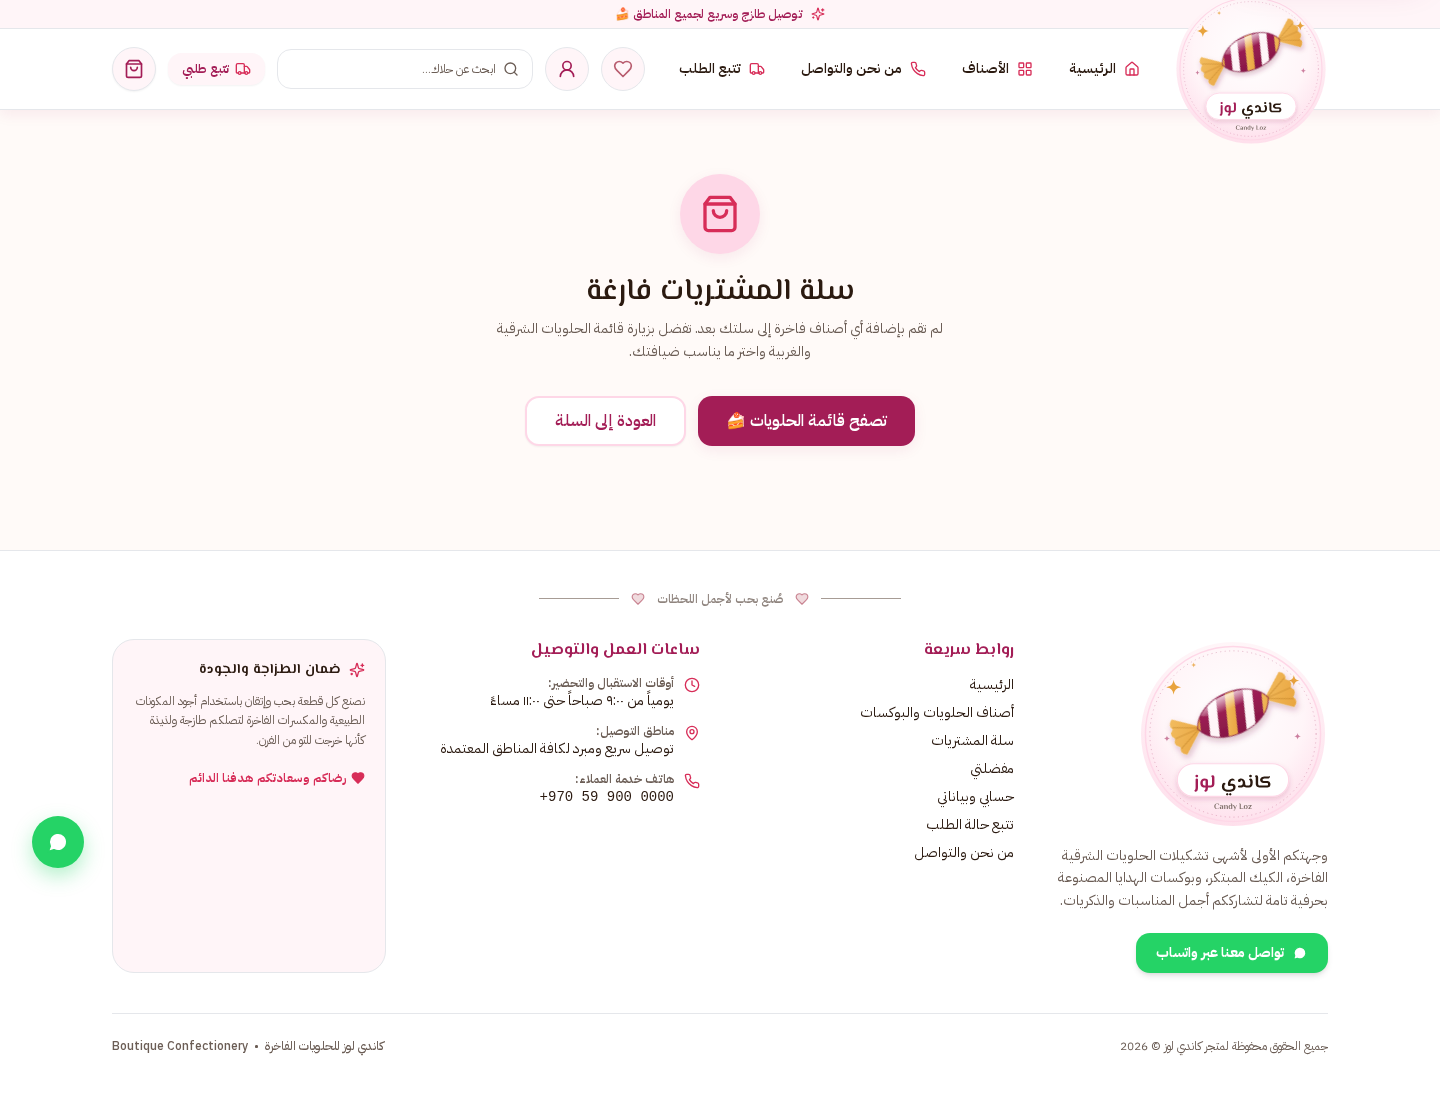 توصيل طازج وسريع لجميع المناطق 🍰
كاندي لوز
Candy Loz
الرئيسية
الأصناف
من نحن والتواصل
تتبع الطلب
ابحث عن حلاك...
تتبع طلبي
سلة المشتريات فارغة
لم تقم بإضافة أي أصناف فاخرة إلى سلتك بعد. تفضل بزيارة قائمة الحلويات الشرقية
والغربية واختر ما يناسب ضيافتك.
تصفح قائمة الحلويات 🍰
العودة إلى السلة
صُنع بحب لأجمل اللحظات
كاندي لوز
Candy Loz
وجهتكم الأولى لأشهى تشكيلات الحلويات الشرقية
الفاخرة، الكيك المبتكر، وبوكسات الهدايا المصنوعة
بحرفية تامة لتشارككم أجمل المناسبات والذكريات.
تواصل معنا عبر واتساب
روابط سريعة
الرئيسية
أصناف الحلويات والبوكسات
سلة المشتريات
مفضلتي
حسابي وبياناتي
تتبع حالة الطلب
من نحن والتواصل
ساعات العمل والتوصيل
أوقات الاستقبال والتحضير:
يومياً من ٩:٠٠ صباحاً حتى ١١:٠٠ مساءً
مناطق التوصيل:
توصيل سريع ومبرد لكافة المناطق المعتمدة
هاتف خدمة العملاء:
+970 59 900 0000
ضمان الطزاجة والجودة
نصنع كل قطعة بحب وإتقان باستخدام أجود المكونات
الطبيعية والمكسرات الفاخرة لتصلكم طازجة ولذيذة
كأنها خرجت للتو من الفرن.
رضاكم وسعادتكم هدفنا الدائم
جميع الحقوق محفوظة لمتجر كاندي لوز © 2026
كاندي لوز للحلويات الفاخرة • Boutique Confectionery